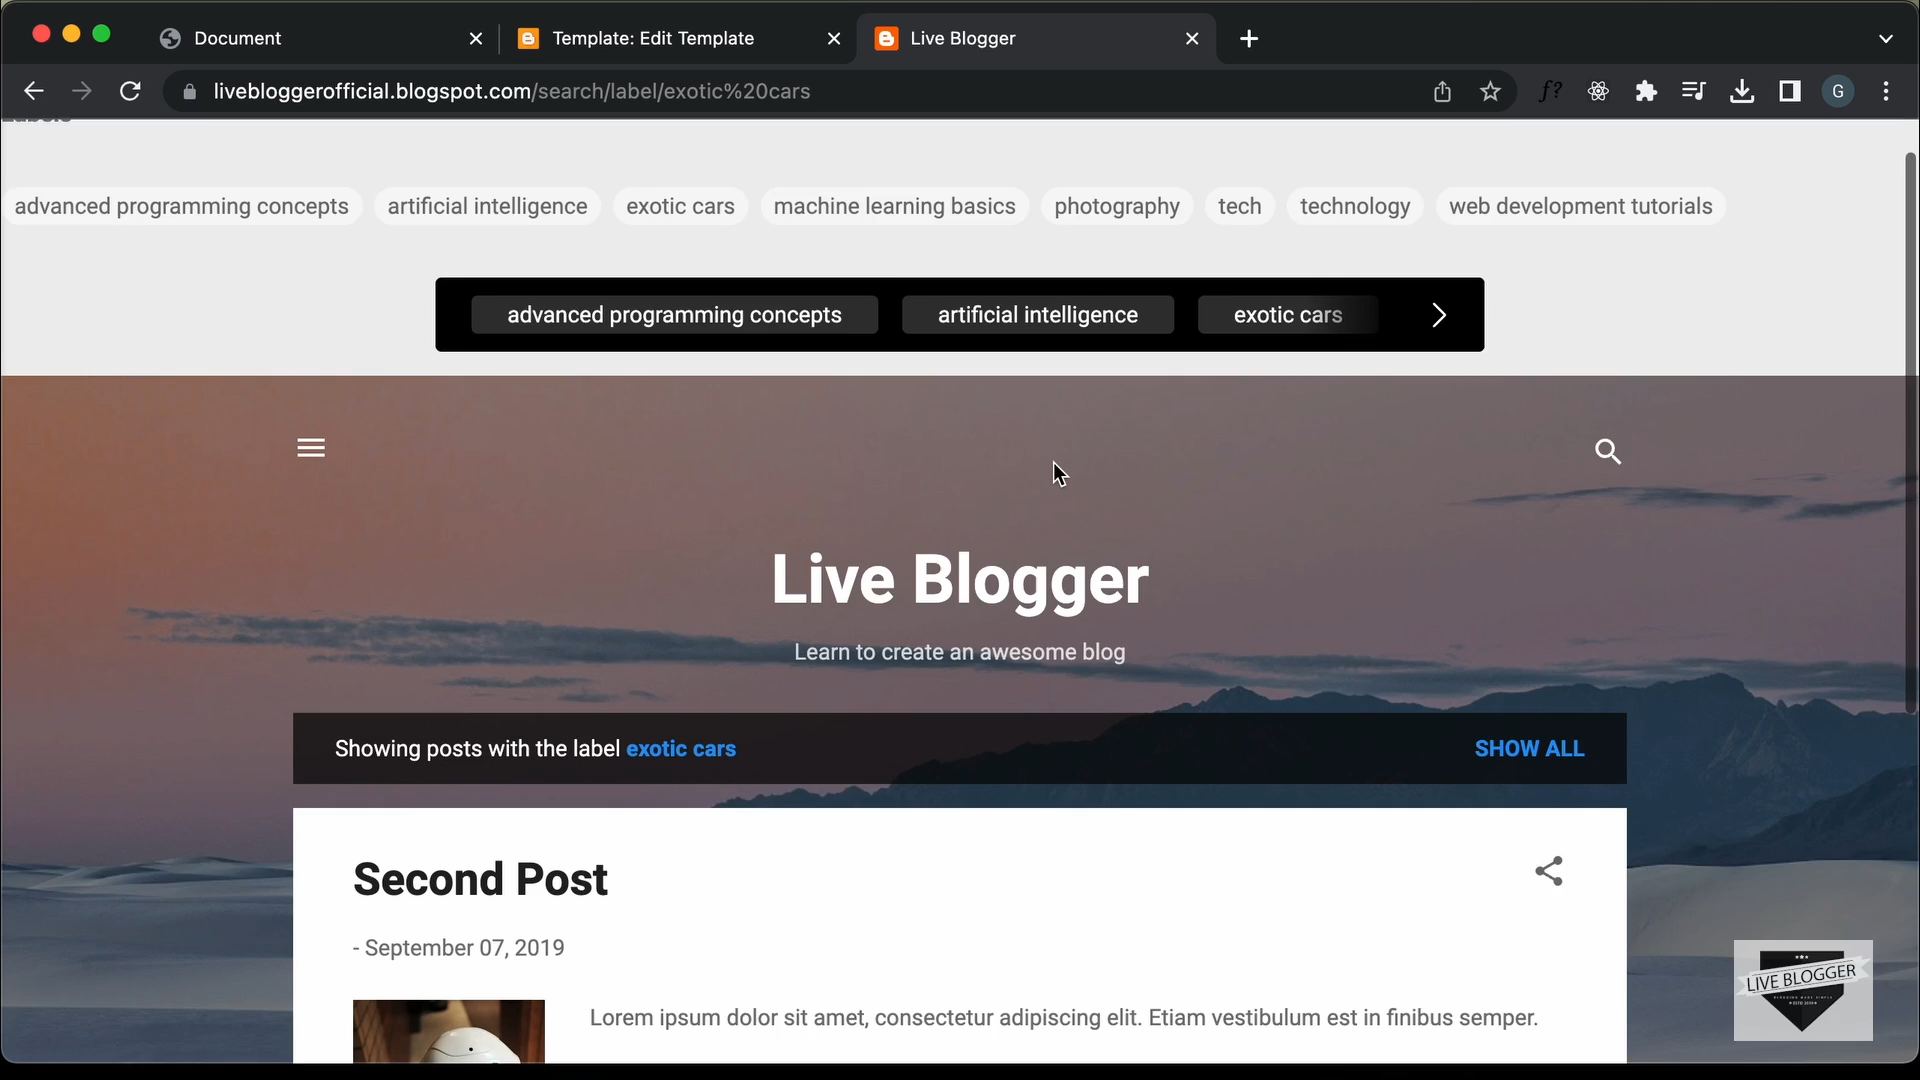 Document
Template: Edit Template
Live Blogger
livebloggerofficial.blogspot.com/search/label/exotic%20cars
f?
G
Labels
advanced programming concepts
artificial intelligence
exotic cars
machine learning basics
photography
tech
technology
web development tutorials
advanced programming concepts
artificial intelligence
exotic cars
Live Blogger
Learn to create an awesome blog
Showing posts with the label exotic cars
SHOW ALL
Second Post
- September 07, 2019
Lorem ipsum dolor sit amet, consectetur adipiscing elit. Etiam vestibulum est in finibus semper.
LIVE BLOGGER